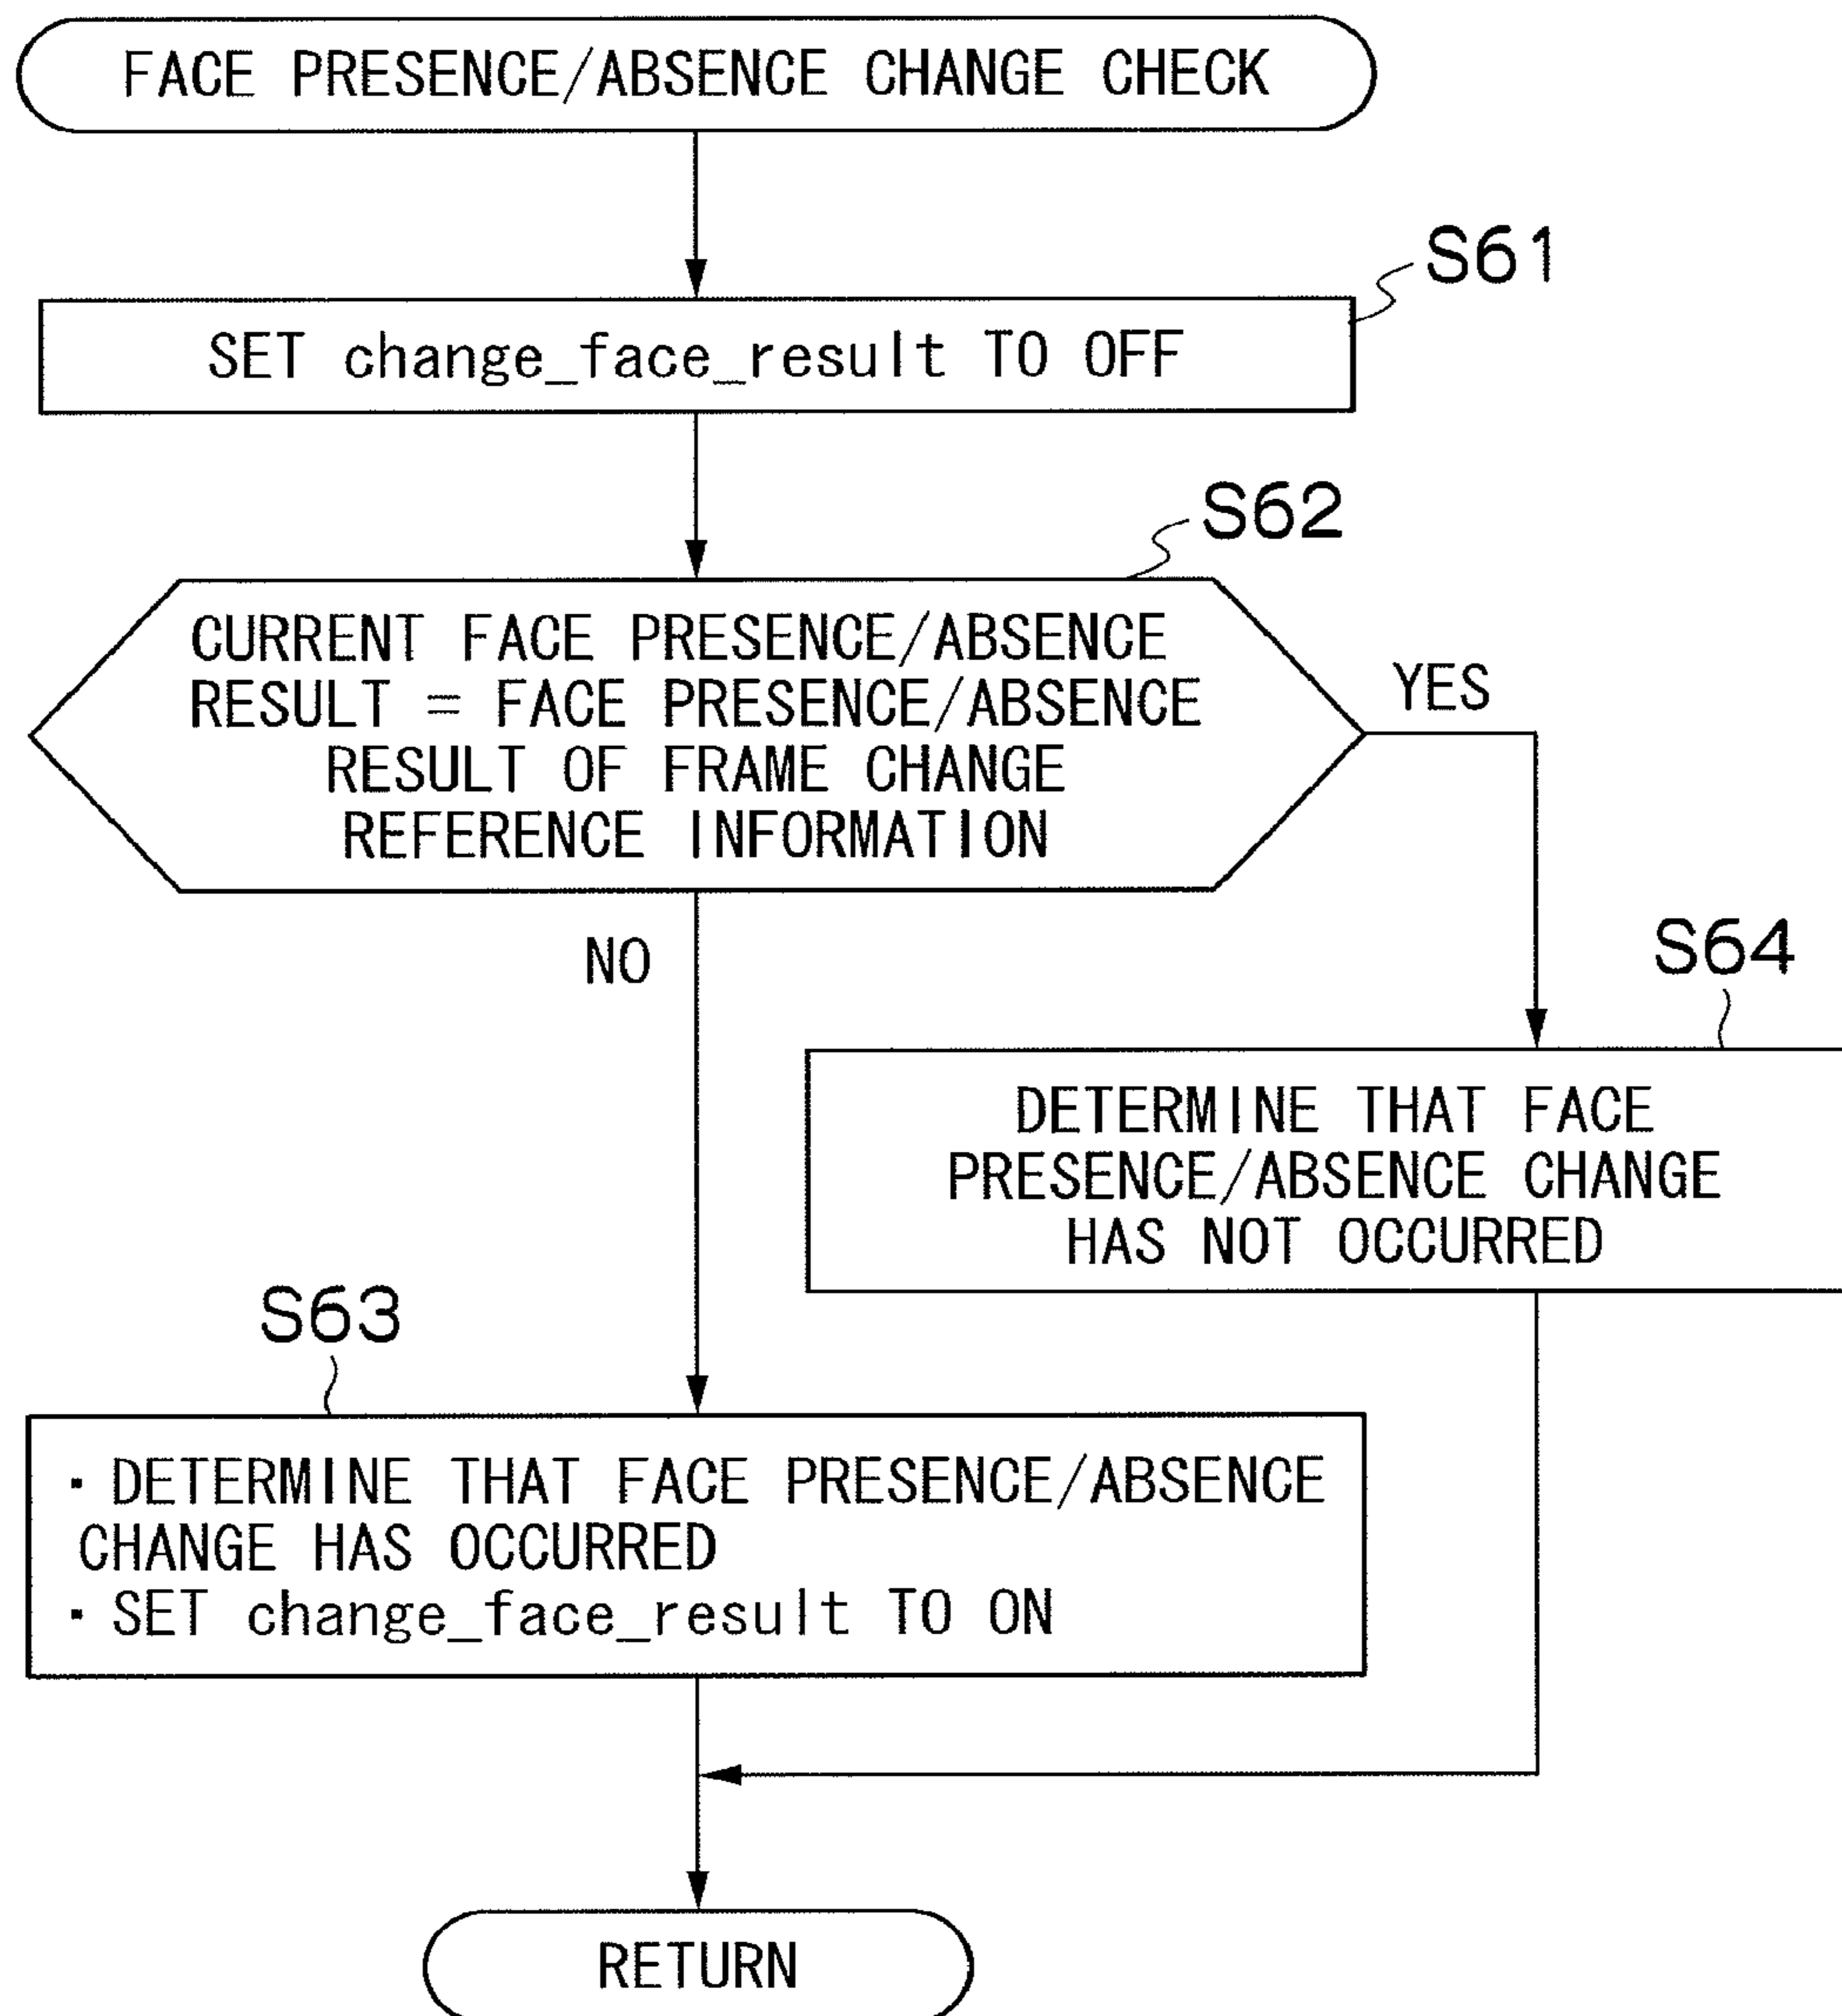 FACE PRESENCE/ABSENCE CHANGE CHECK
S61
SET change_face_result TO OFF
S62
CURRENT FACE PRESENCE/ABSENCE
RESULT = FACE PRESENCE/ABSENCE
RESULT OF FRAME CHANGE
REFERENCE INFORMATION
YES
NO
S64
DETERMINE THAT FACE
PRESENCE/ABSENCE CHANGE
HAS NOT OCCURRED
S63
・DETERMINE THAT FACE PRESENCE/ABSENCE
CHANGE HAS OCCURRED
・SET change_face_result TO ON
RETURN